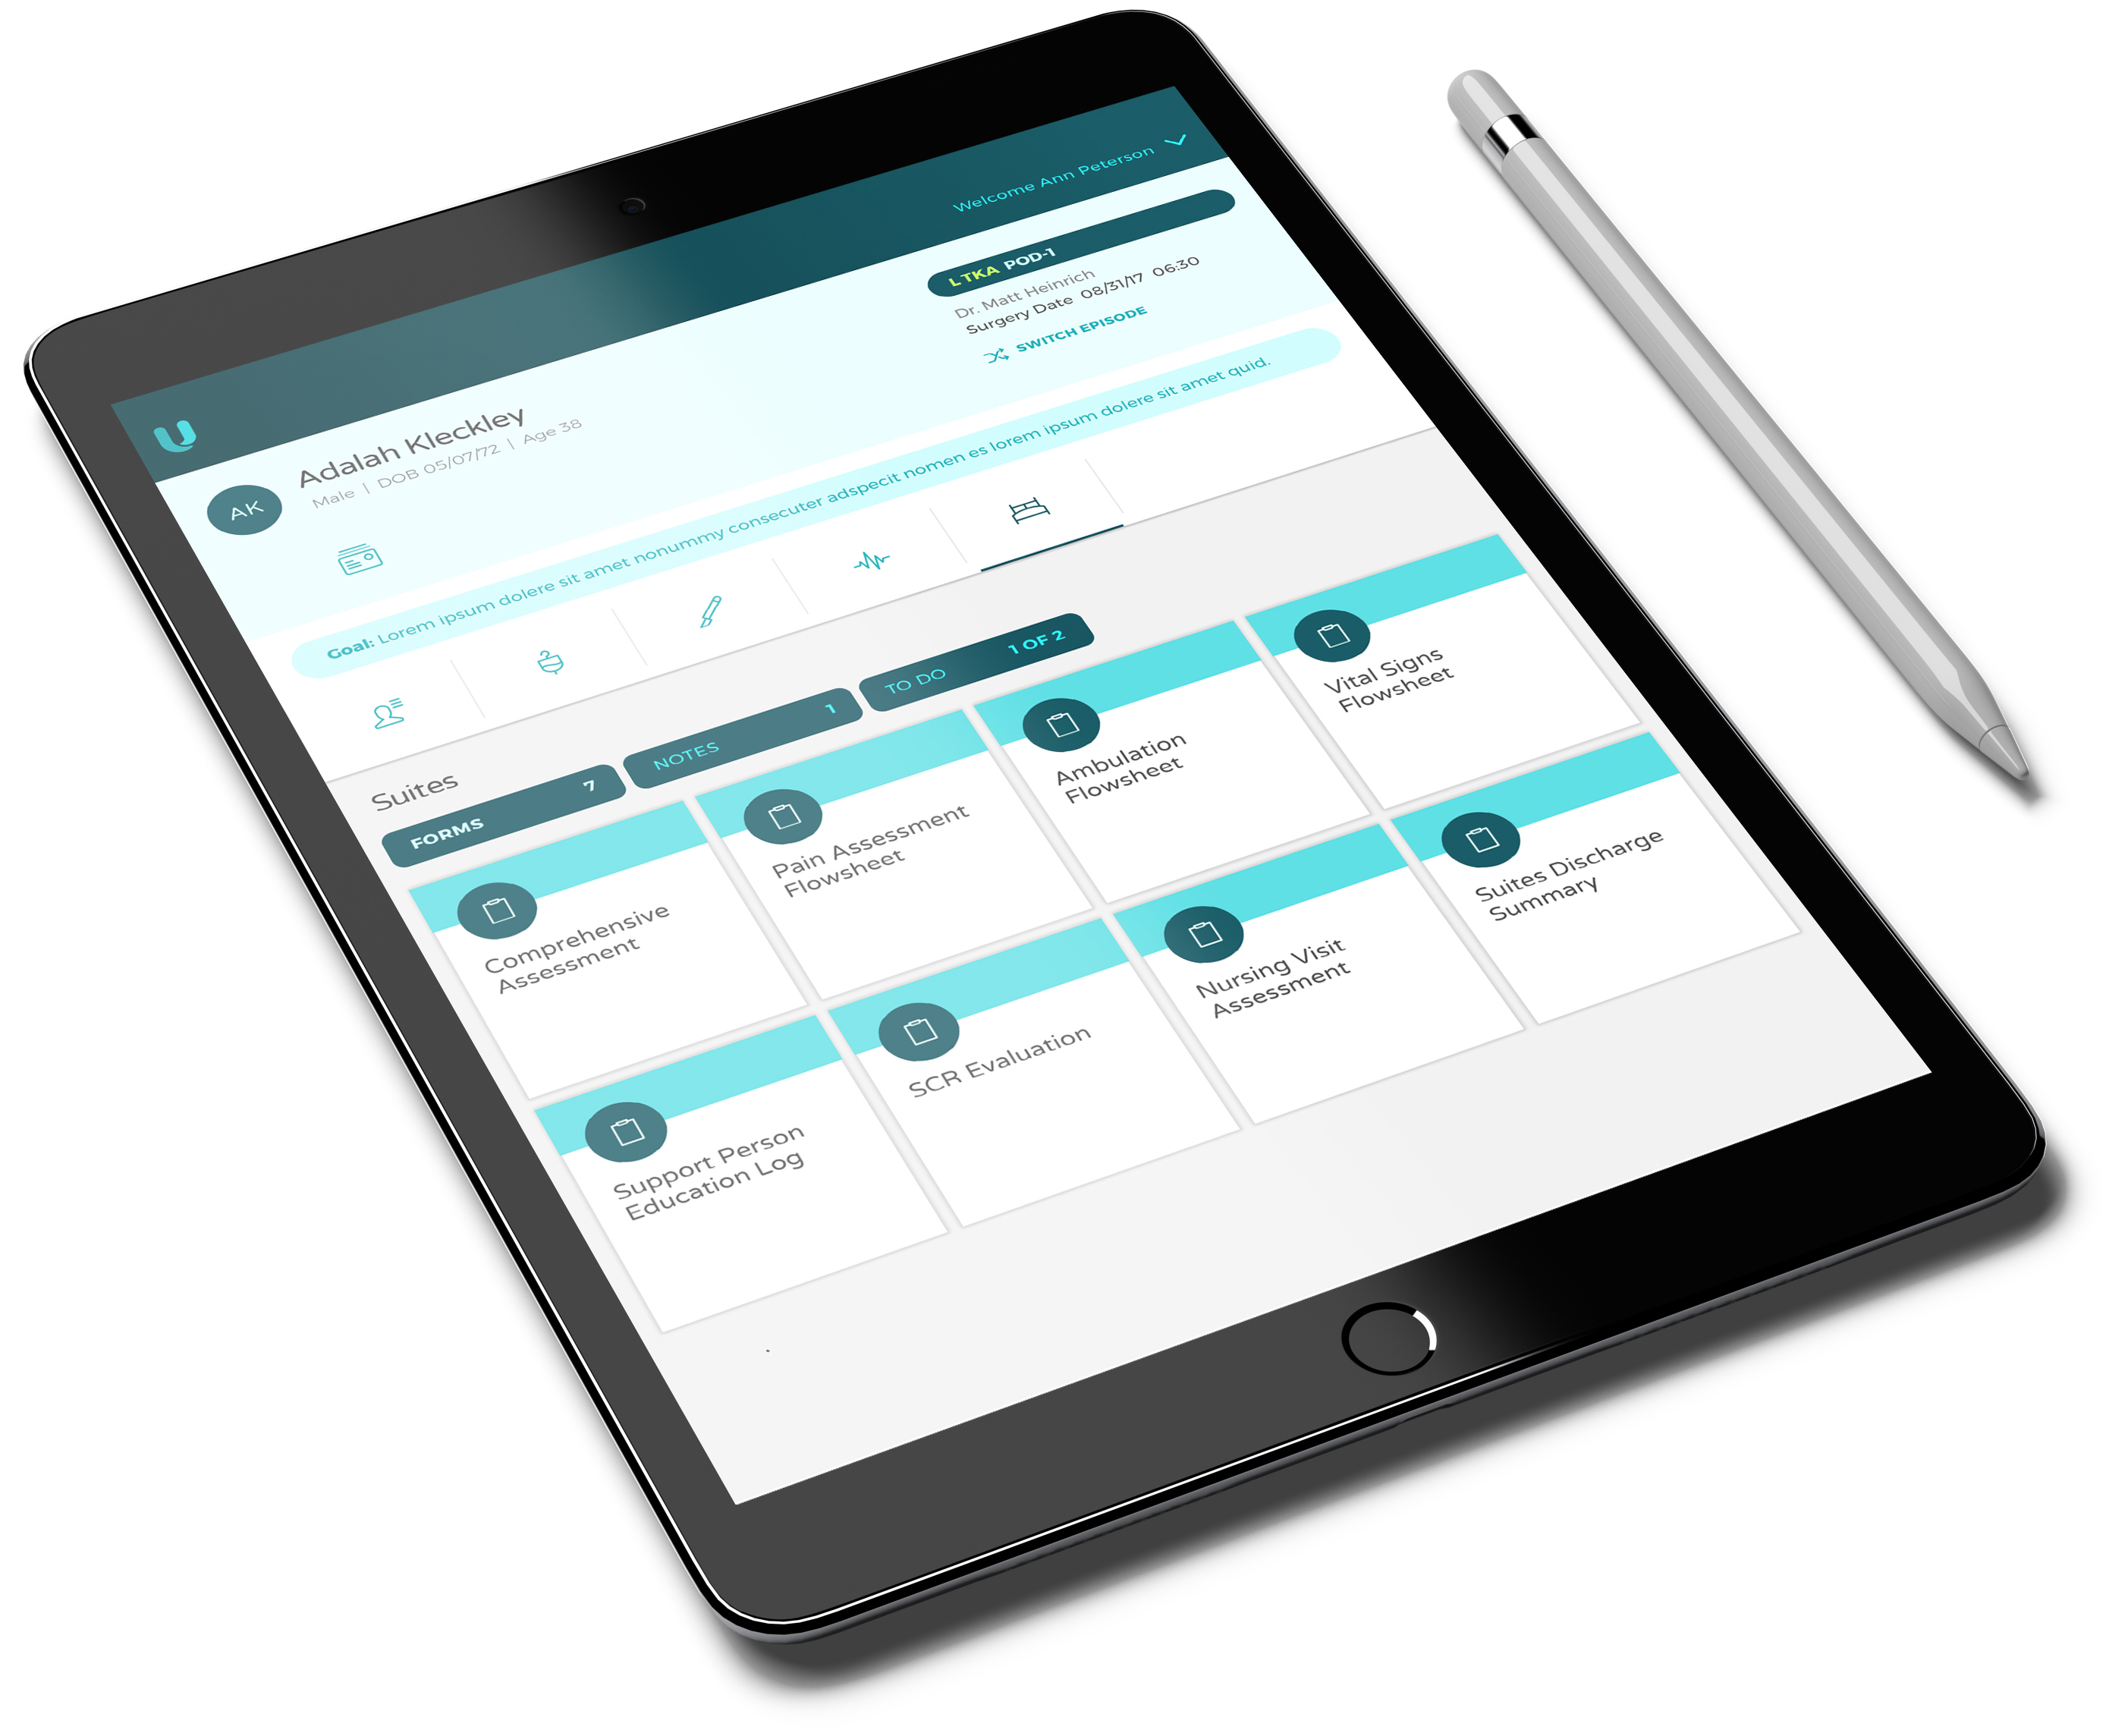 Welcome Ann Peterson
AK
Adalah Kleckley
Male | DOB 05/07/72 | Age 38
L TKA POD-1
Dr. Matt Heinrich
Surgery Date 08/31/17 06:30
SWITCH EPISODE
Goal: Lorem ipsum dolere sit amet nonummy consecuter adspecit nomen es lorem ipsum dolere sit amet quid.
Suites
FORMS 7
NOTES 1
TO DO 1 OF 2
Comprehensive
Assessment
Pain Assessment
Flowsheet
Ambulation
Flowsheet
Vital Signs
Flowsheet
Support Person
Education Log
SCR Evaluation
Nursing Visit
Assessment
Suites Discharge
Summary